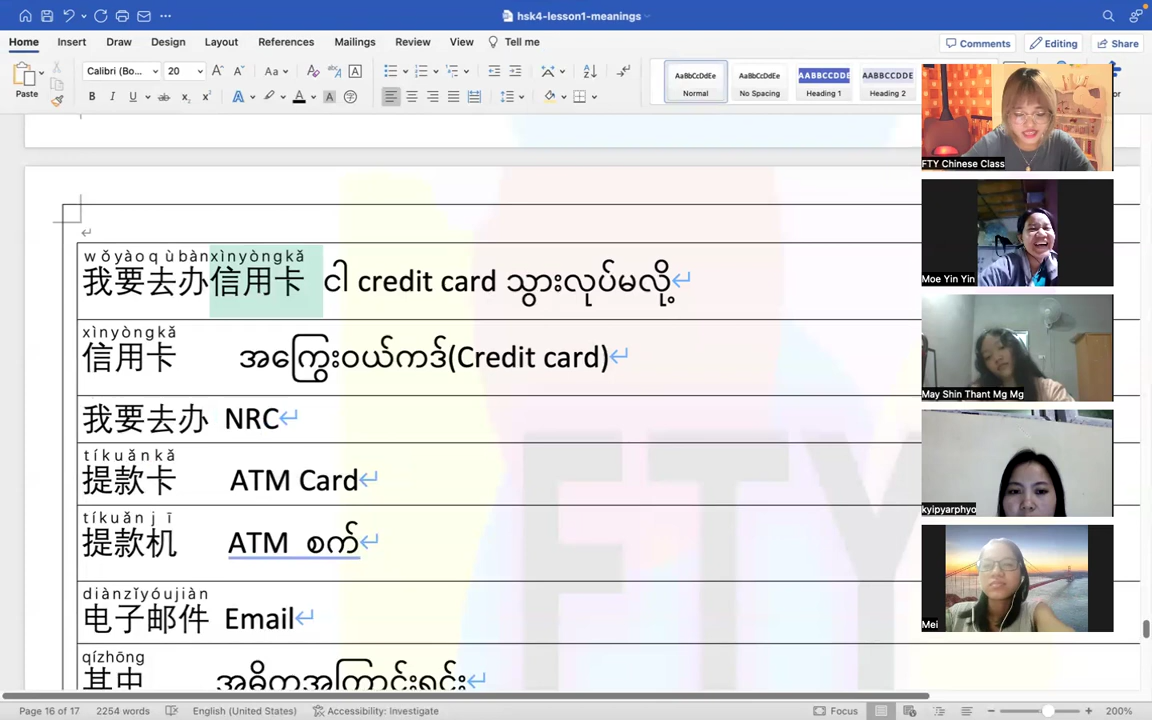 hsk4-lesson1-meanings
Home Insert Draw Design Layout References Mailings Review View Tell me
Comments Editing Share
Paste
Calibri (Bo... 20
AaBbCcDdEe Normal
AaBbCcDdEe No Spacing
AABBCCDD Heading 1
AABBCCDDE Heading 2
FTY Chinese Class
Moe Yin Yin
May Shin Thant Mg Mg
kyipyarphyo
Mei
wǒyàoqùbànxìnyòngkǎ
我要去办信用卡 ငါ credit card သွားလုပ်မလို့
xìnyòngkǎ
信用卡 အကြွေးဝယ်ကဒ်(Credit card)
我要去办 NRC
tíkuǎnkǎ
提款卡 ATM Card
tíkuǎnjī
提款机 ATM စက်
diànzǐyóujiàn
电子邮件 Email
qízhōng
其中 အဓိကအကြောင်းရင်း
FTY
Page 16 of 17 2254 words English (United States) Accessibility: Investigate Focus 200%